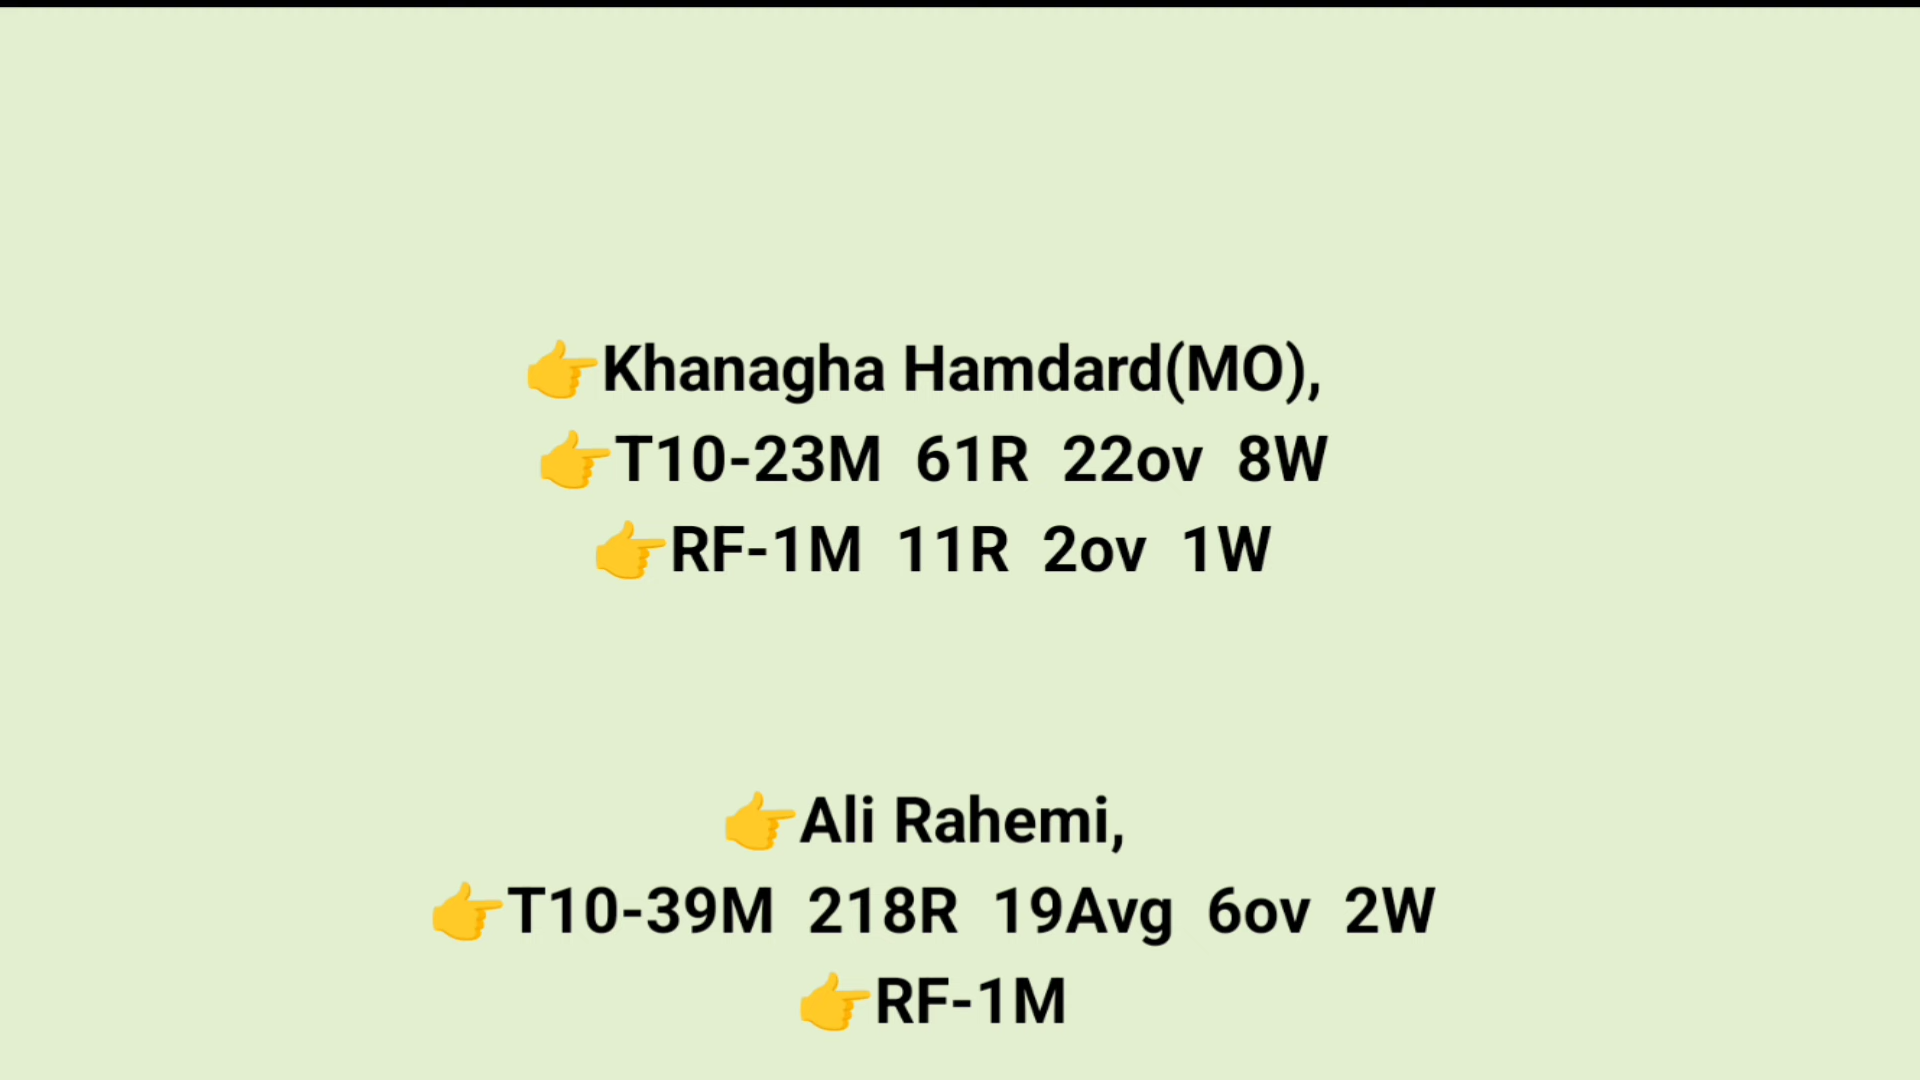 👉Khanagha Hamdard(MO),
👉T10-23M 61R 22ov 8W
👉RF-1M 11R 2ov 1W
👉Ali Rahemi,
👉T10-39M 218R 19Avg 6ov 2W
👉RF-1M